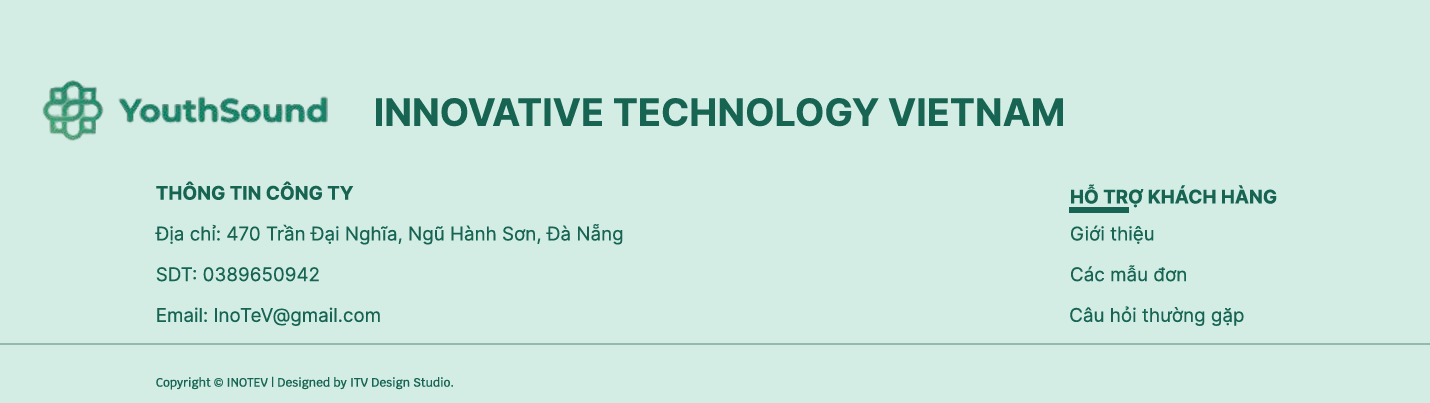 YouthSound
INNOVATIVE TECHNOLOGY VIETNAM
THÔNG TIN CÔNG TY
Địa chỉ: 470 Trần Đại Nghĩa, Ngũ Hành Sơn, Đà Nẵng
SDT: 0389650942
Email: InoTeV@gmail.com
HỖ TRỢ KHÁCH HÀNG
Giới thiệu
Các mẫu đơn
Câu hỏi thường gặp
Copyright © INOTEV | Designed by ITV Design Studio.